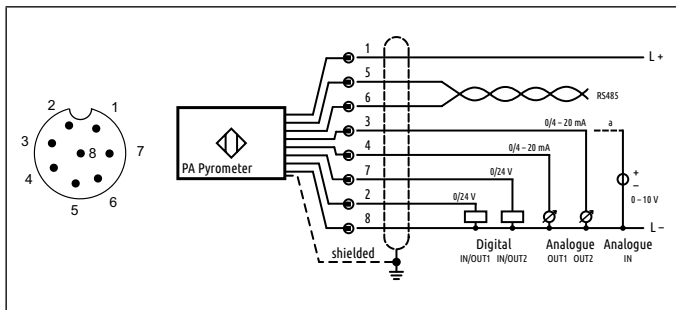 2
1
3
8
7
4
6
5
PA Pyrometer
1
L +
5
RS485
6
3
0/4 – 20 mA
a
4
0/4 – 20 mA
7
0/24 V
+
–
0 – 10 V
2
0/24 V
8
L –
shielded
Digital
IN/OUT1 IN/OUT2
Analogue
OUT1 OUT2
Analogue
IN